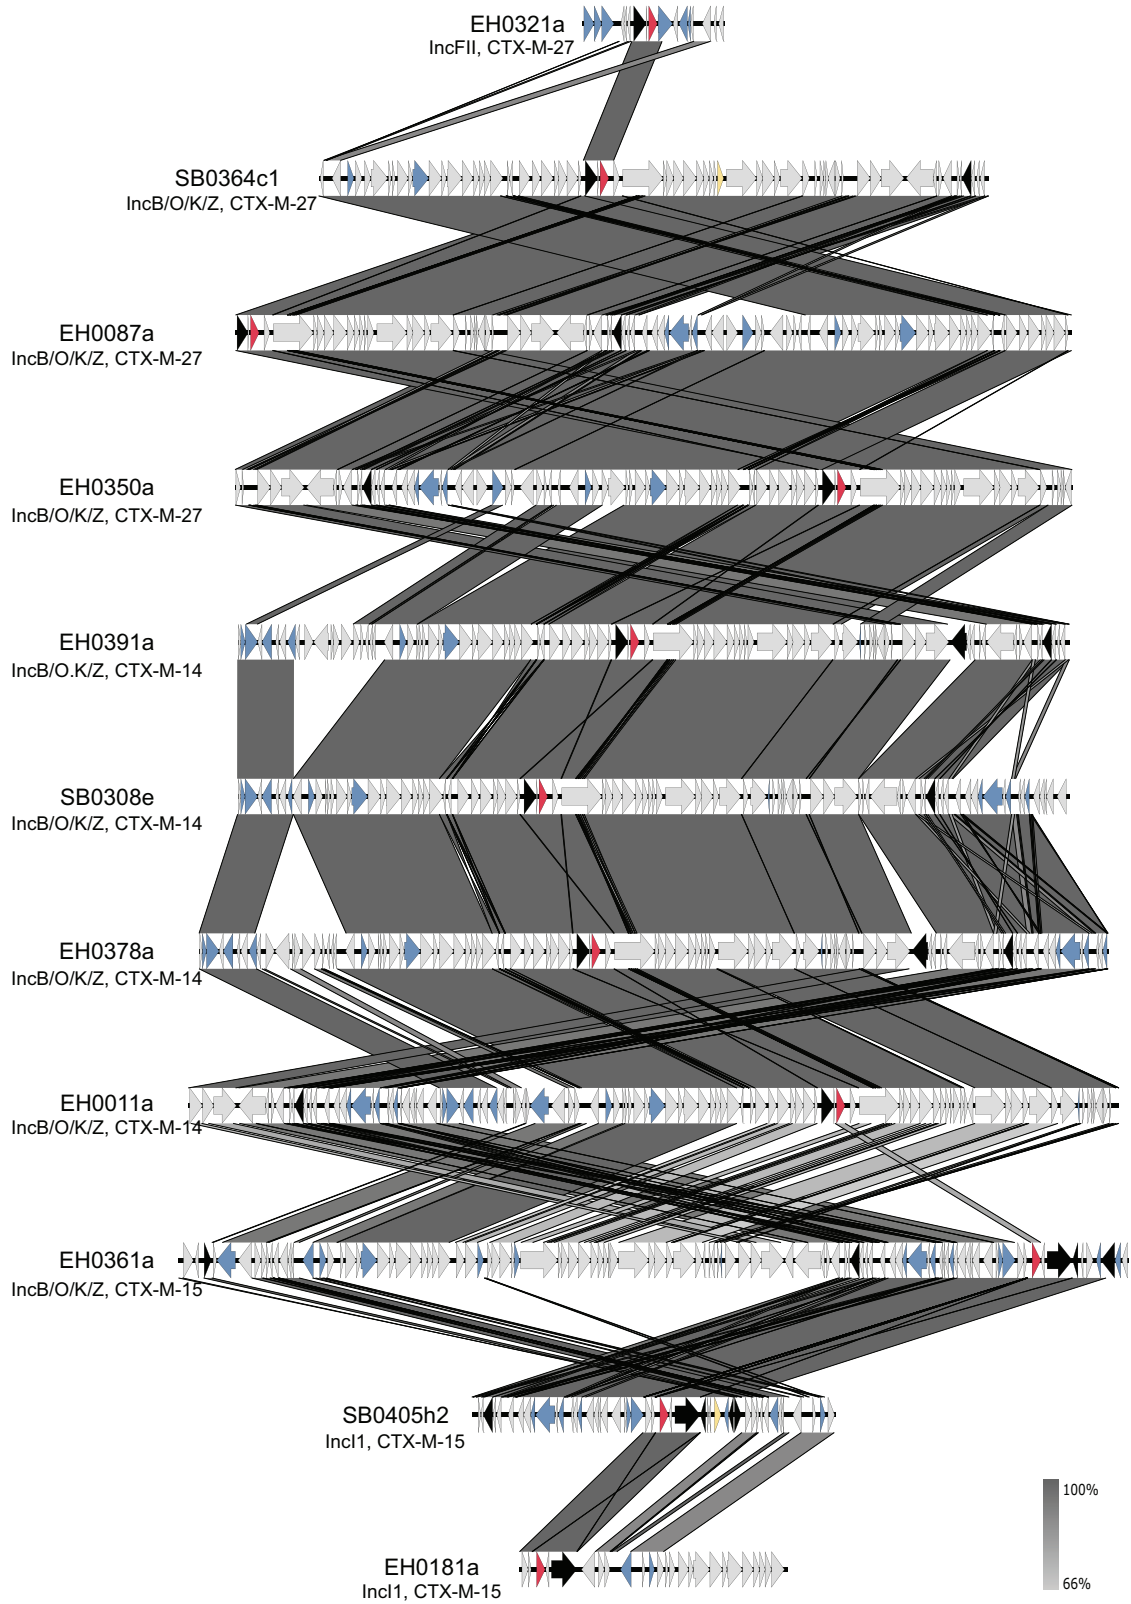 EH0321a
IncFII, CTX-M-27
SB0364c1
IncB/O/K/Z, CTX-M-27
EH0087a
IncB/O/K/Z, CTX-M-27
EH0350a
IncB/O/K/Z, CTX-M-27
EH0391a
IncB/O.K/Z, CTX-M-14
SB0308e
IncB/O/K/Z, CTX-M-14
EH0378a
IncB/O/K/Z, CTX-M-14
EH0011a
IncB/O/K/Z, CTX-M-14
EH0361a
IncB/O/K/Z, CTX-M-15
SB0405h2
IncI1, CTX-M-15
100%
66%
EH0181a
IncI1, CTX-M-15